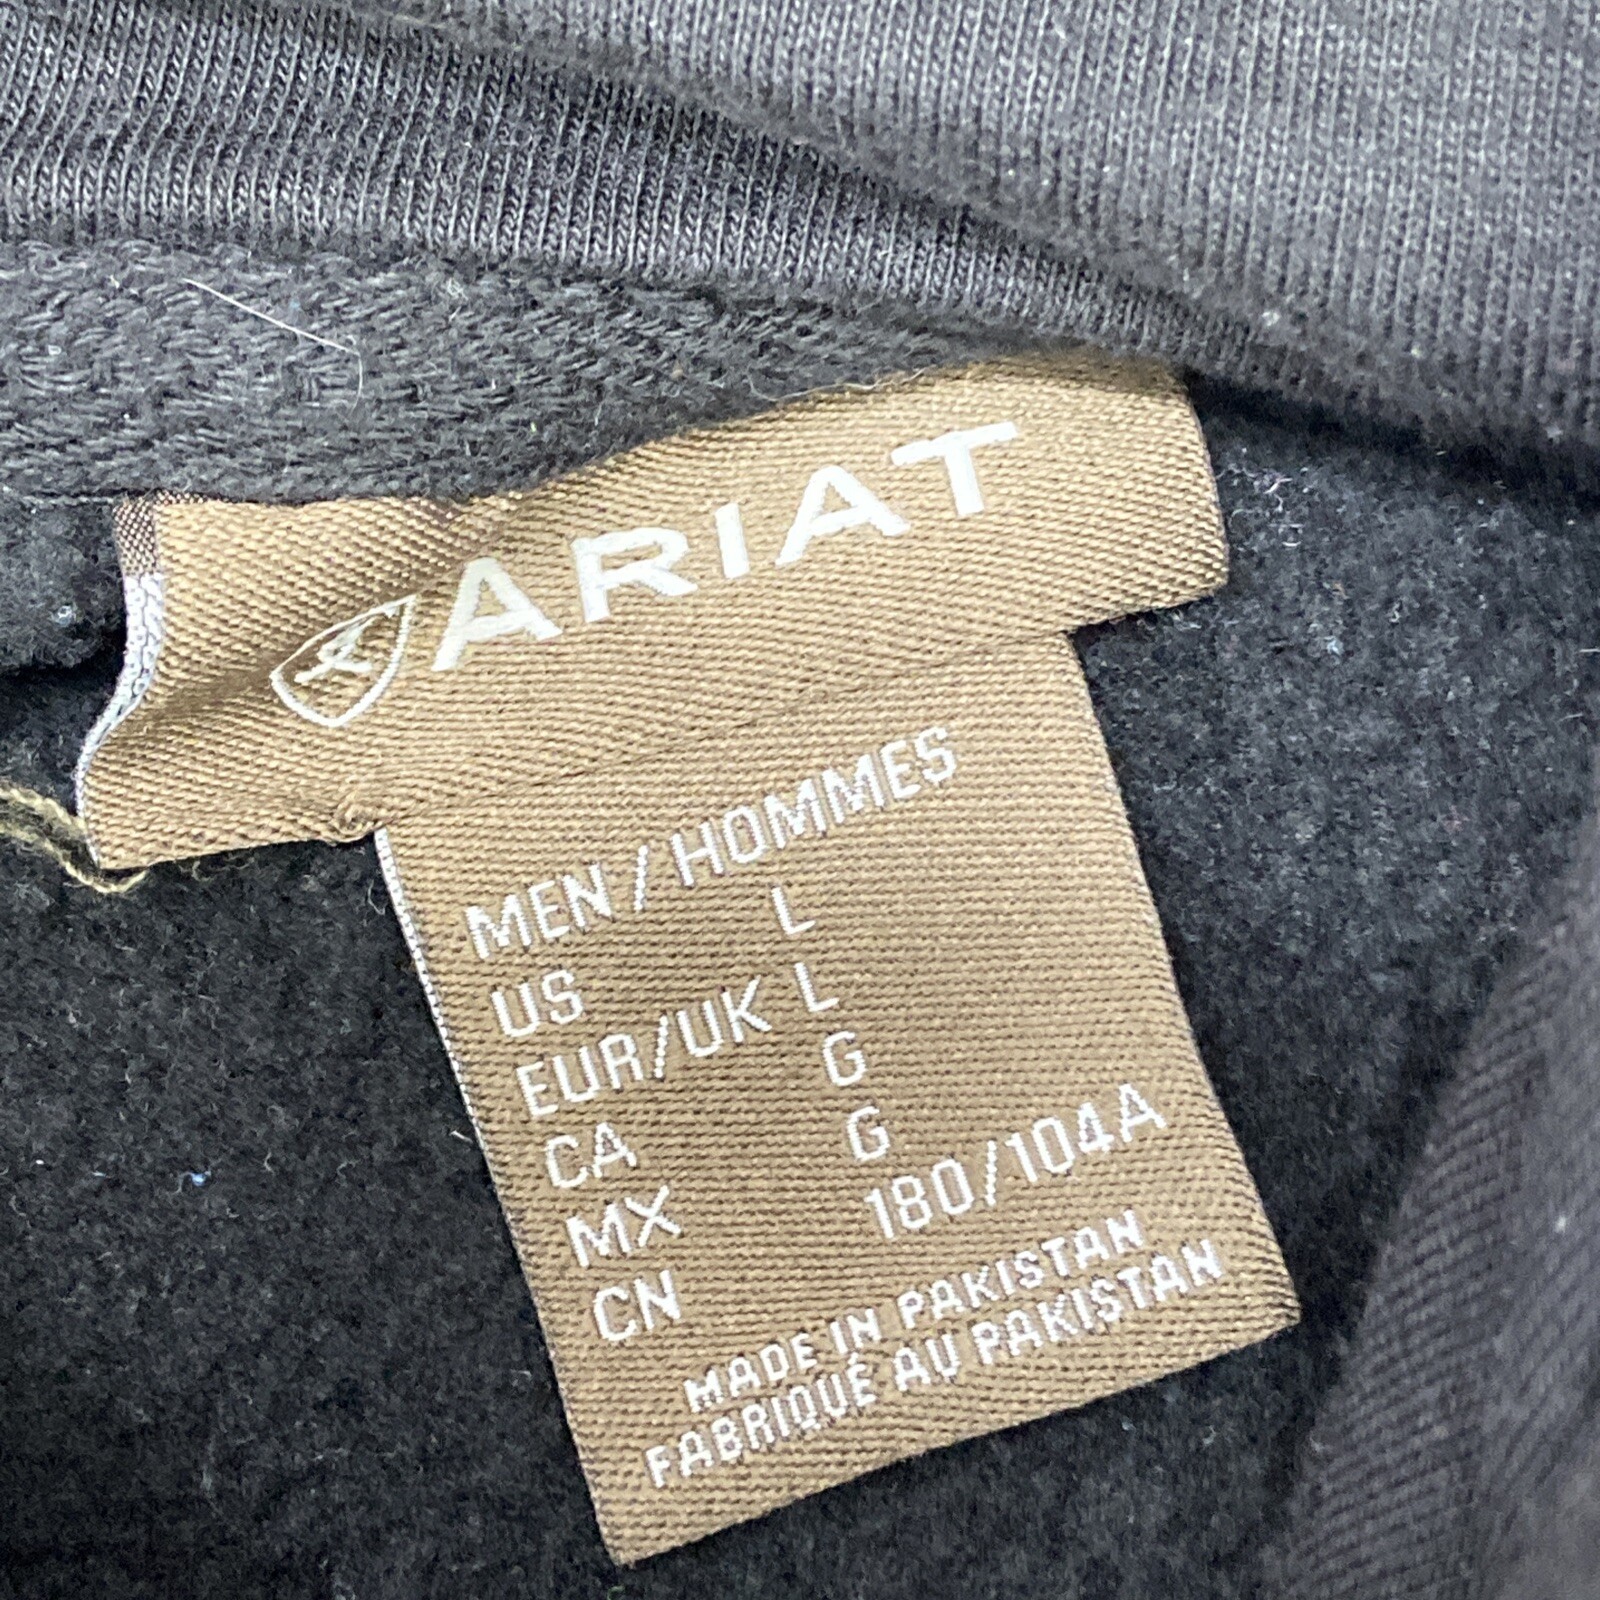 ARIAT
MEN/HOMMES
US L
EUR/UK L
CA G
MX G
CN 180/104A
MADE IN PAKISTAN
FABRIQUÉ AU PAKISTAN